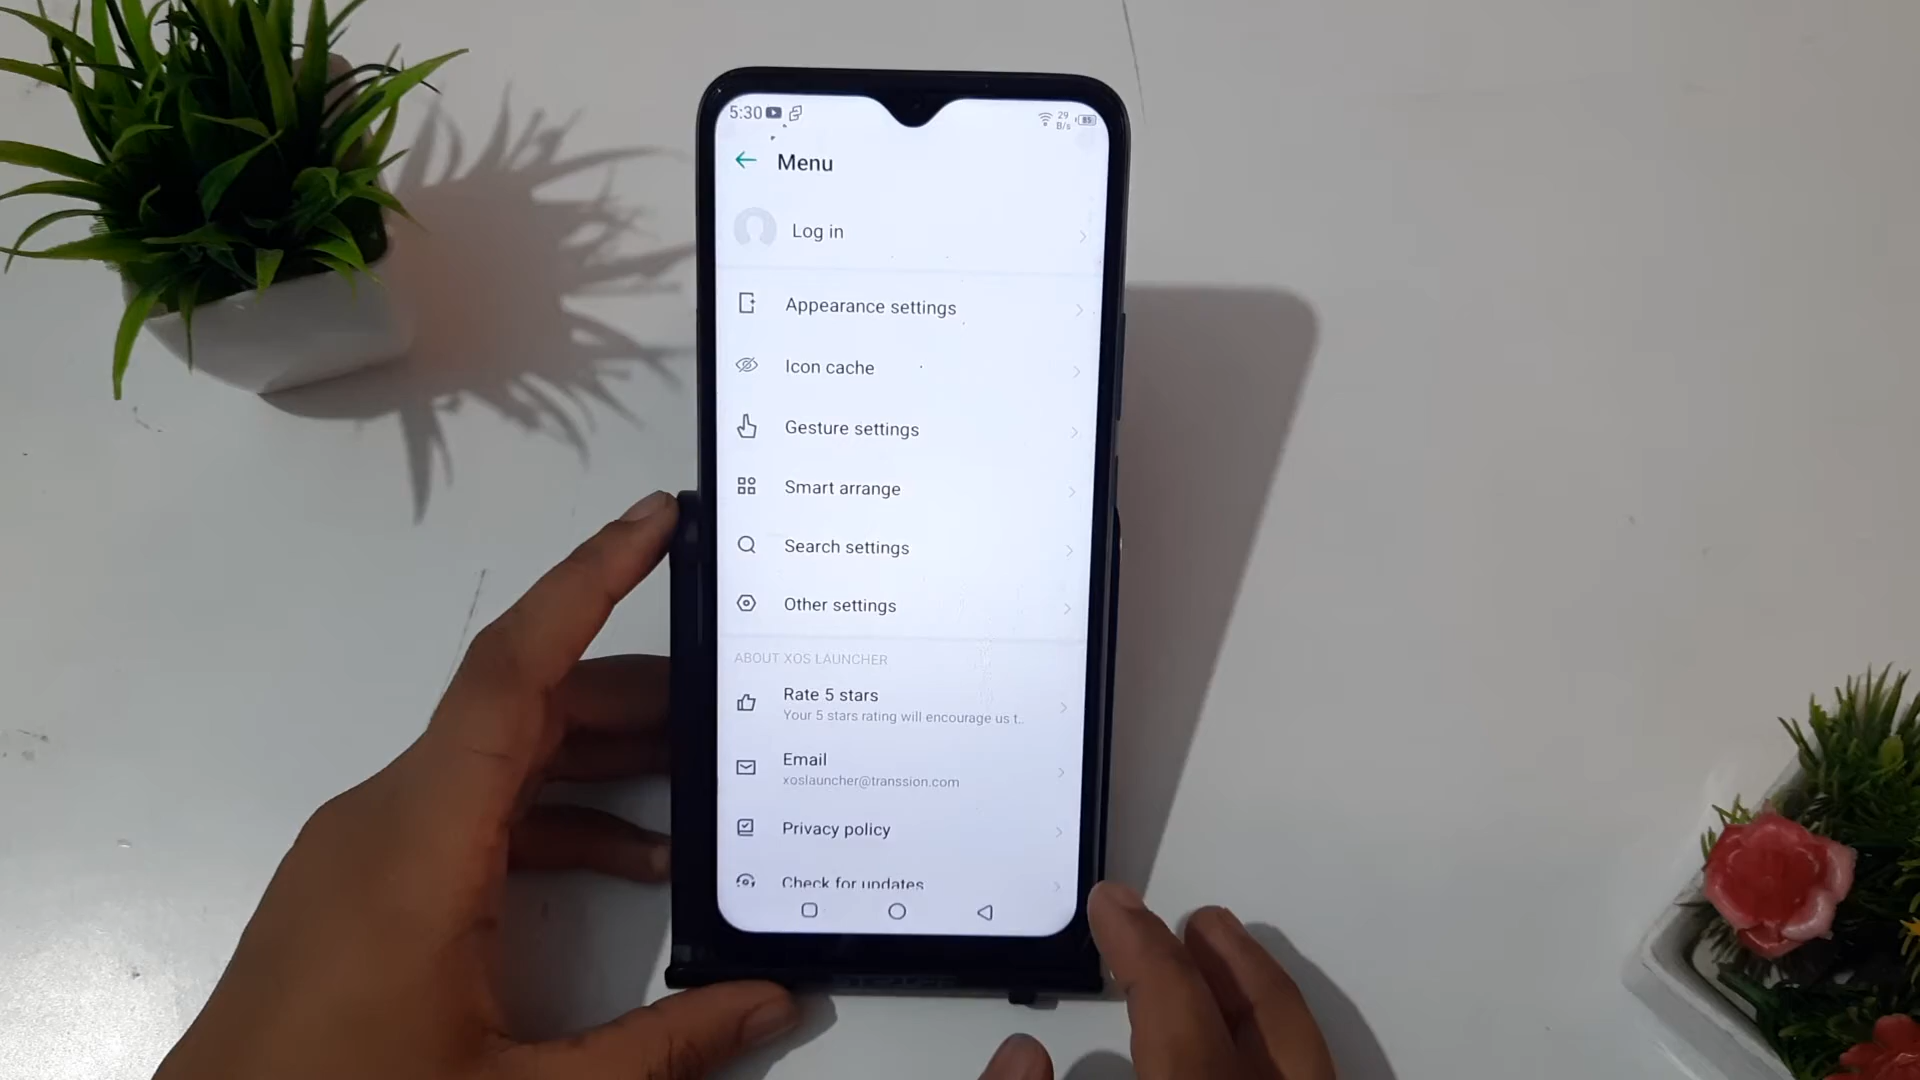 5:30
29
B/s
85
Menu
Log in
Appearance settings
Icon cache
Gesture settings
Smart arrange
Search settings
Other settings
ABOUT XOS LAUNCHER
Rate 5 stars
Your 5 stars rating will encourage us t..
Email
xoslauncher@transsion.com
Privacy policy
Check for updates